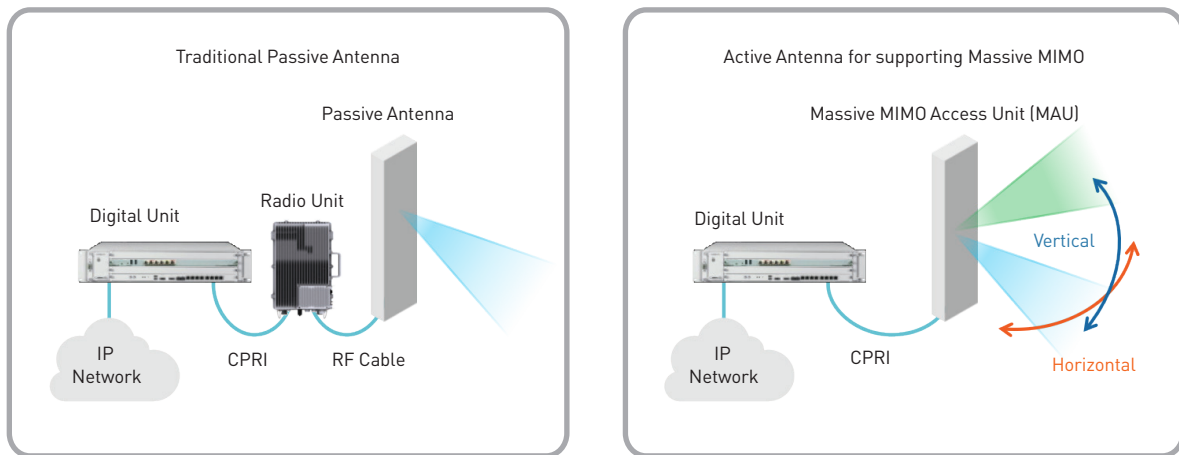 Traditional Passive Antenna
Passive Antenna
Radio Unit
Digital Unit
IP
Network
CPRI
RF Cable
Active Antenna for supporting Massive MIMO
Massive MIMO Access Unit (MAU)
Digital Unit
Vertical
IP
Network
CPRI
Horizontal